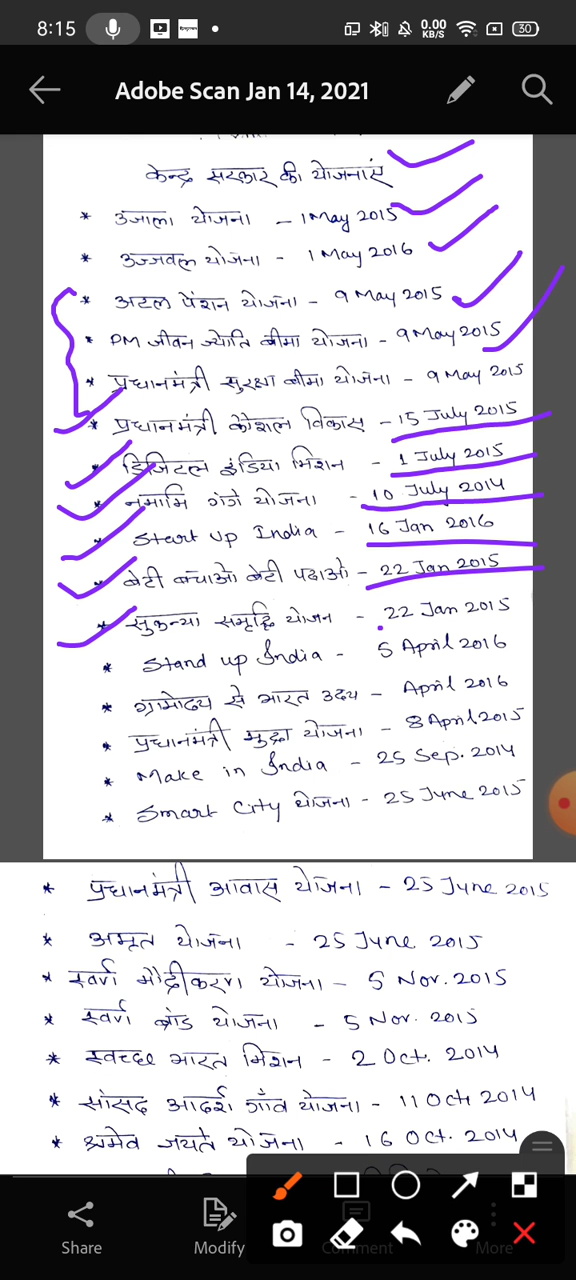 8:15
0.00
KB/S
30
Adobe Scan Jan 14, 2021
केन्द्र सरकार की योजनाएं
* उजाला योजना - 1 May 2015
* उज्जवल योजना - 1 May 2016
* अटल पेंशन योजना - 9 May 2015
* PM जीवन ज्योति बीमा योजना - 9 May 2015
* प्रधानमंत्री सुरक्षा बीमा योजना - 9 May 2015
* प्रधानमंत्री कौशल विकास - 15 July 2015
* डिजिटल इंडिया मिशन - 1 July 2015
* नमामि गंगे योजना - 10 July 2014
* Start up India - 16 Jan 2016
* बेटी बचाओ बेटी पढाओ - 22 Jan 2015
* सुकन्या समृद्धि योजन - 22 Jan 2015
* Stand up India - 5 April 2016
* ग्रामोदय से भारत उदय - April 2016
* प्रधानमंत्री मुद्रा योजना - 8 April 2015
* Make in India - 25 Sep. 2014
* Smart City योजना - 25 June 2015
* प्रधानमंत्री आवास योजना - 25 June 2015
* अमृत योजना - 25 June 2015
* स्वर्ण मौद्रीकरण योजना - 5 Nov. 2015
* स्वर्ण बोंड योजना - 5 Nov. 2015
* स्वच्छ भारत मिशन - 2 Oct. 2014
* सांसद आदर्श गाँव योजना - 11 Oct 2014
* श्रमेव जयते योजना - 16 Oct. 2014
Share
Modify
Comment
More